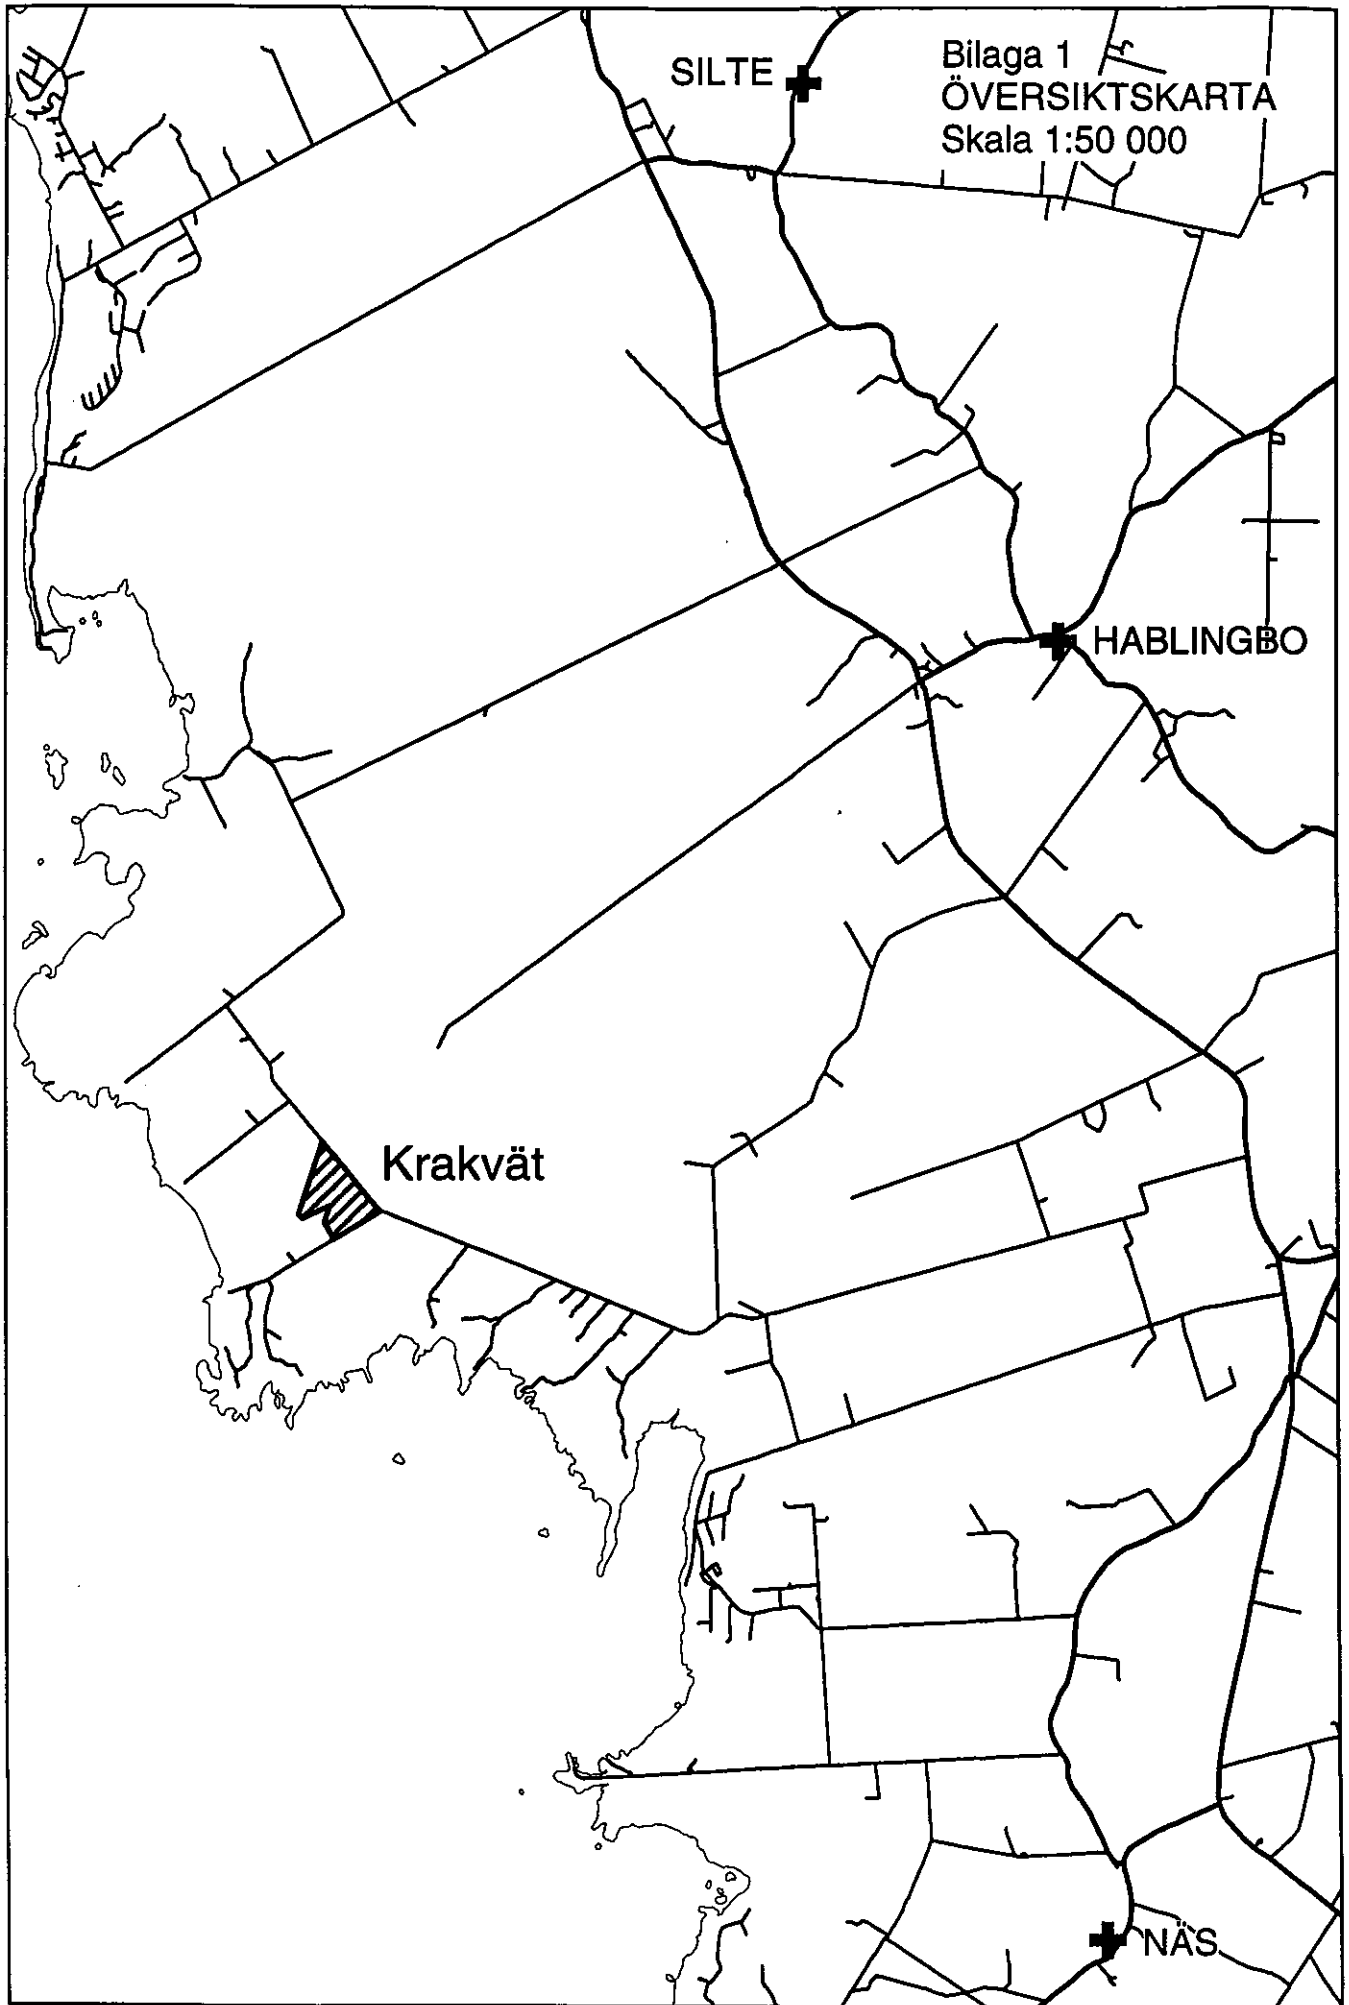 SILTE
Bilaga 1
ÖVERSIKTSKARTA
Skala 1:50 000
HABLINGBO
Krakvät
NÄS